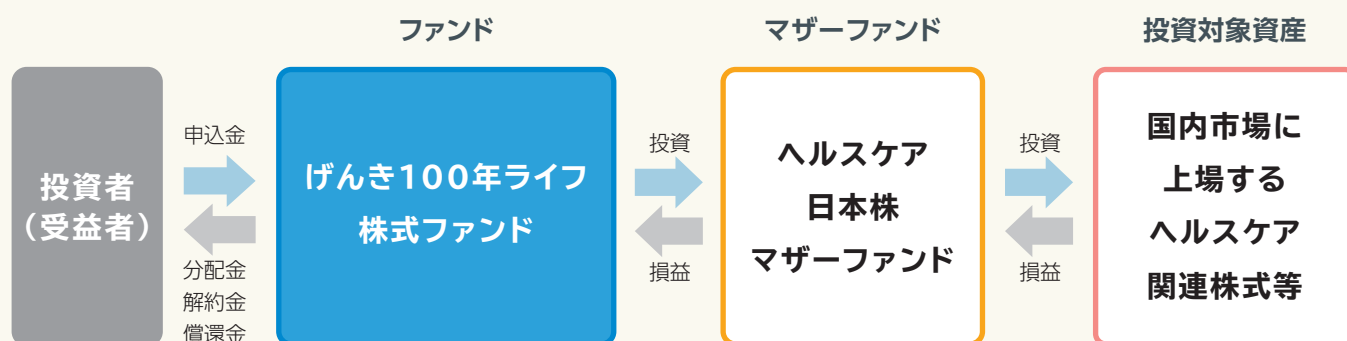 ファンド
マザーファンド
投資対象資産
投資者
(受益者)
申込金
分配金
解約金
償還金
げんき100年ライフ
株式ファンド
投資
損益
ヘルスケア
日本株
マザーファンド
投資
損益
国内市場に
上場する
ヘルスケア
関連株式等